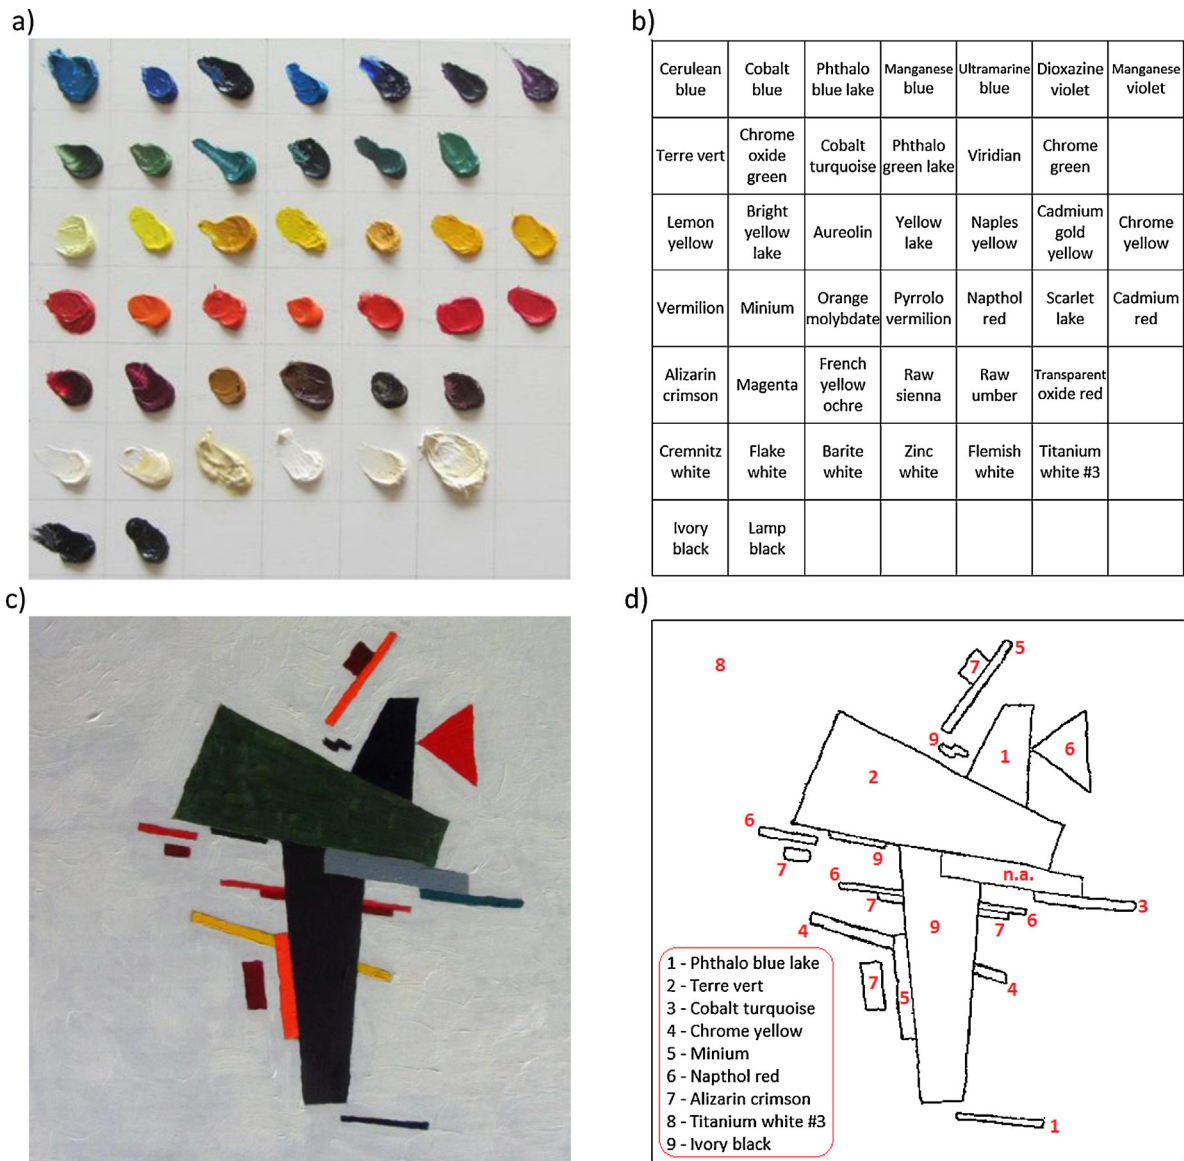 a)
b)
Cerulean
blue
Cobalt
blue
Phthalo
blue lake
Manganese
blue
Ultramarine
blue
Dioxazine
violet
Manganese
violet
Terre vert
Chrome
oxide
green
Cobalt
turquoise
Phthalo
green lake
Viridian
Chrome
green
Lemon
yellow
Bright
yellow
lake
Aureolin
Yellow
lake
Naples
yellow
Cadmium
gold
yellow
Chrome
yellow
Vermilion
Minium
Orange
molybdate
Pyrrolo
vermilion
Napthol
red
Scarlet
lake
Cadmium
red
Alizarin
crimson
Magenta
French
yellow
ochre
Raw
sienna
Raw
umber
Transparent
oxide red
Cremnitz
white
Flake
white
Barite
white
Zinc
white
Flemish
white
Titanium
white #3
Ivory
black
Lamp
black
c)
d)
8
5
7
9
1
6
2
6
7
9
n.a.
6
7
3
6
7
4
9
4
7
5
1
1 - Phthalo blue lake
2 - Terre vert
3 - Cobalt turquoise
4 - Chrome yellow
5 - Minium
6 - Napthol red
7 - Alizarin crimson
8 - Titanium white #3
9 - Ivory black